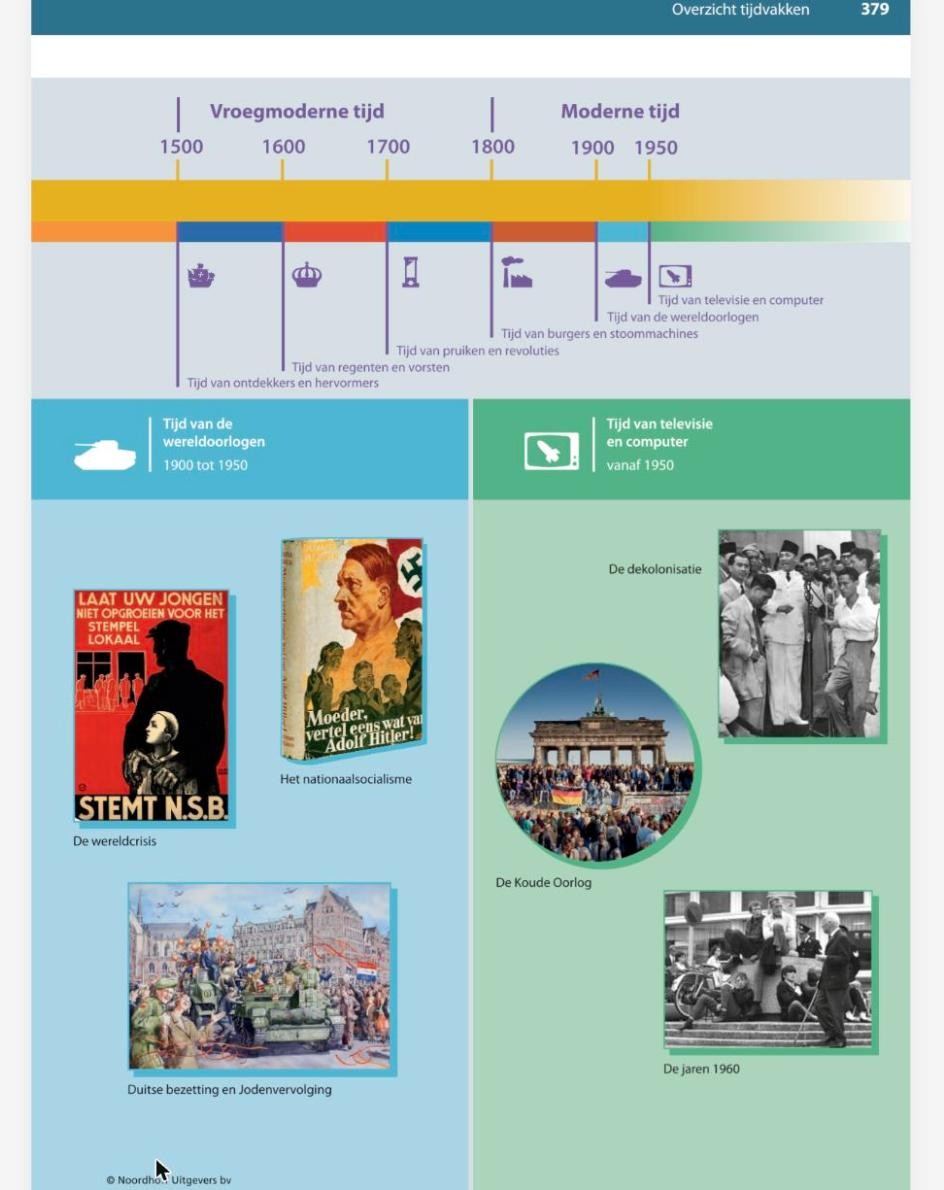 Overzicht tijdvakken 379
Vroegmoderne tijd Moderne tijd
1500 1600 1700 1800 1900 1950
Tijd van televisie en computer
Tijd van de wereldoorlogen
Tijd van burgers en stoommachines
Tijd van pruiken en revoluties
Tijd van regenten en vorsten
Tijd van ontdekkers en hervormers
Tijd van de
wereldoorlogen
1900 tot 1950
LAAT UW JONGEN
NIET OPGROEIEN VOOR HET
STEMPEL
LOKAAL
STEMT N.S.B.
De wereldcrisis
Moeder,
vertel eens wat van
Adolf Hitler!
Het nationaalsocialisme
Duitse bezetting en Jodenvervolging
Tijd van televisie
en computer
vanaf 1950
De dekolonisatie
De Koude Oorlog
De jaren 1960
© Noordhoff Uitgevers bv